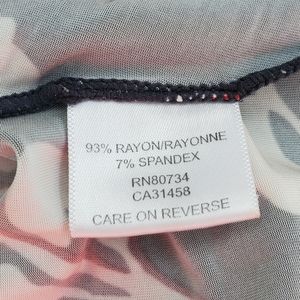 93% RAYON/RAYONNE
7% SPANDEX
RN80734
CA31458
CARE ON REVERSE